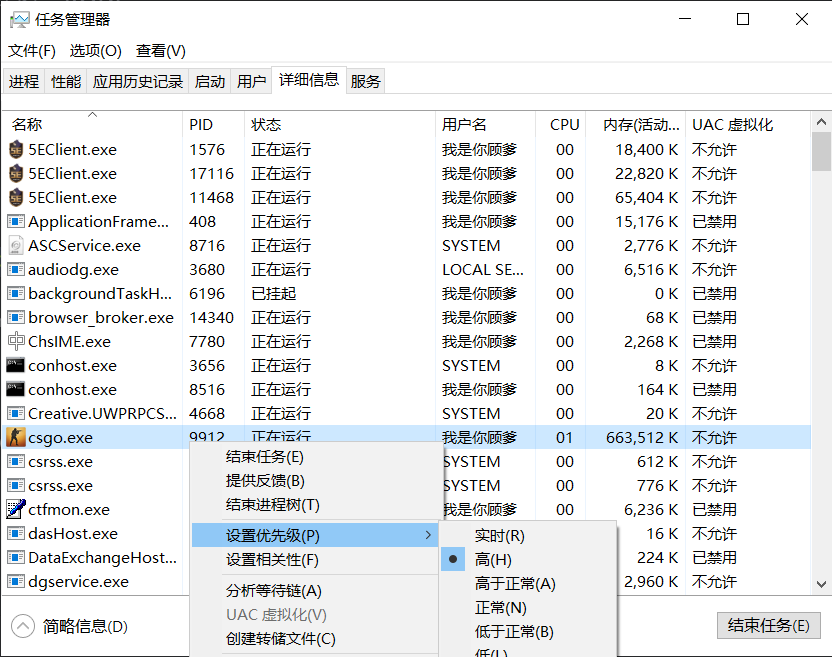 任务管理器
文件(F) 选项(O) 查看(V)
进程 性能 应用历史记录 启动 用户 详细信息 服务
名称 PID 状态 用户名 CPU 内存(活动... UAC 虚拟化
5EClient.exe 1576 正在运行 我是你顾爹 00 18,400 K 不允许
5EClient.exe 17116 正在运行 我是你顾爹 00 22,820 K 不允许
5EClient.exe 11468 正在运行 我是你顾爹 00 65,404 K 不允许
ApplicationFrame... 408 正在运行 我是你顾爹 00 15,176 K 已禁用
ASCService.exe 8716 正在运行 SYSTEM 00 2,776 K 不允许
audiodg.exe 3680 正在运行 LOCAL SE... 00 6,516 K 不允许
backgroundTaskH... 6196 已挂起 我是你顾爹 00 0 K 已禁用
browser_broker.exe 14340 正在运行 我是你顾爹 00 68 K 已禁用
ChsIME.exe 7780 正在运行 我是你顾爹 00 2,268 K 已禁用
conhost.exe 3656 正在运行 SYSTEM 00 8 K 不允许
conhost.exe 8516 正在运行 我是你顾爹 00 164 K 已禁用
Creative.UWPRPCS... 4668 正在运行 SYSTEM 00 20 K 不允许
csgo.exe 9912 正在运行 我是你顾爹 01 663,512 K 不允许
csrss.exe SYSTEM 00 612 K 不允许
csrss.exe SYSTEM 00 776 K 不允许
ctfmon.exe 我是你顾爹 00 6,236 K 已禁用
dasHost.exe 16 K 不允许
DataExchangeHost... 224 K 已禁用
dgservice.exe 2,960 K 不允许
结束任务(E)
提供反馈(B)
结束进程树(T)
设置优先级(P)
设置相关性(F)
分析等待链(A)
UAC 虚拟化(V)
创建转储文件(C)
实时(R)
高(H)
高于正常(A)
正常(N)
低于正常(B)
低(L)
简略信息(D) 结束任务(E)